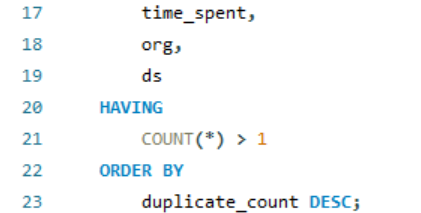 17 time_spent,
18 org,
19 ds
20 HAVING
21 COUNT(*) > 1
22 ORDER BY
23 duplicate_count DESC;